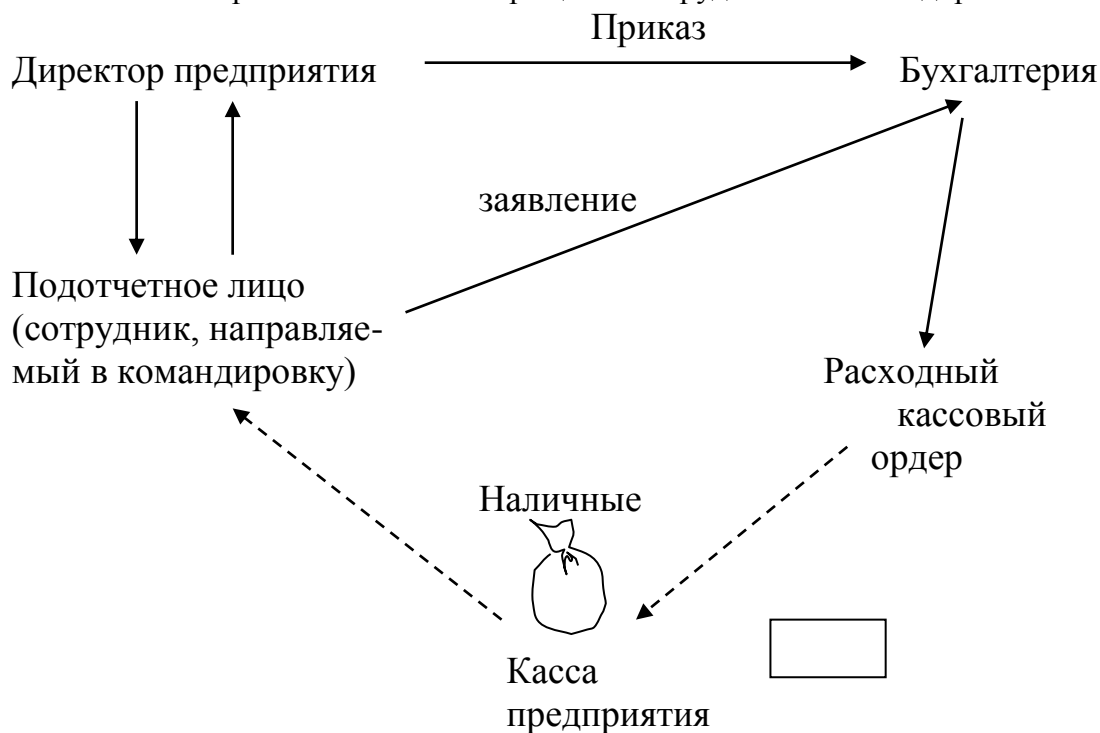 Приказ
Директор предприятия
Бухгалтерия
заявление
Подотчетное лицо
(сотрудник, направляе-
мый в командировку)
Расходный
кассовый
ордер
Наличные
Касса
предприятия